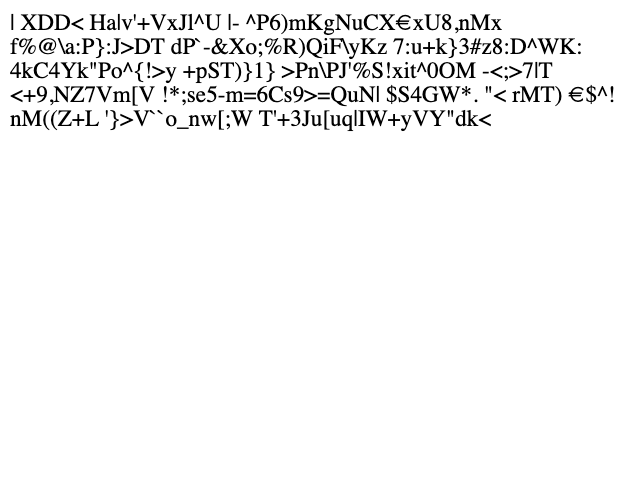 | XDD< Ha|v'+VxJl^U |- ^P6)mKgNuCX€xU8,nMx
f%@\a:P}:J>DT dP`-&Xo;%R)QiF\yKz 7:u+k}3#z8:D^WK:
4kC4Yk"Po^{!>y +pST)}1} >Pn\PJ'%S!xit^0OM -<;>7|T
<+9,NZ7Vm[V !*;se5-m=6Cs9>=QuN| $S4GW*. "< rMT) €$^!
nM((Z+L '}>V``o_nw[;W T'+3Ju[uq|IW+yVY"dk<